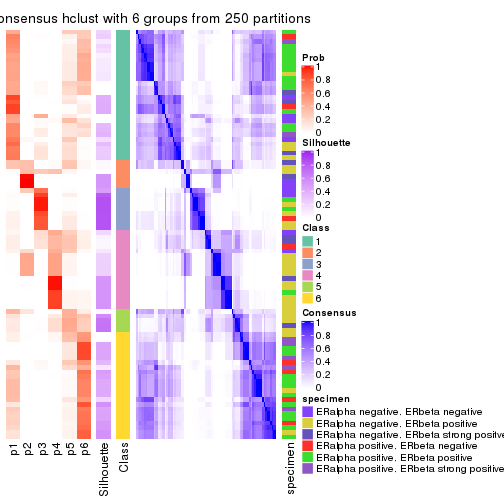 onsensus hclust with 6 groups from 250 partitions
Prob
1
0.8
0.6
0.4
0.2
0
Silhouette
1
0.8
0.6
0.4
0.2
0
Class
1
2
3
4
5
6
Consensus
1
0.8
0.6
0.4
0.2
0
specimen
ERalpha negative. ERbeta negative
ERalpha negative. ERbeta positive
ERalpha negative. ERbeta strong positive
ERalpha positive. ERbeta negative
ERalpha positive. ERbeta positive
ERalpha positive. ERbeta strong positive
p1
p2
p3
p4
p5
p6
Silhouette
Class
specimen